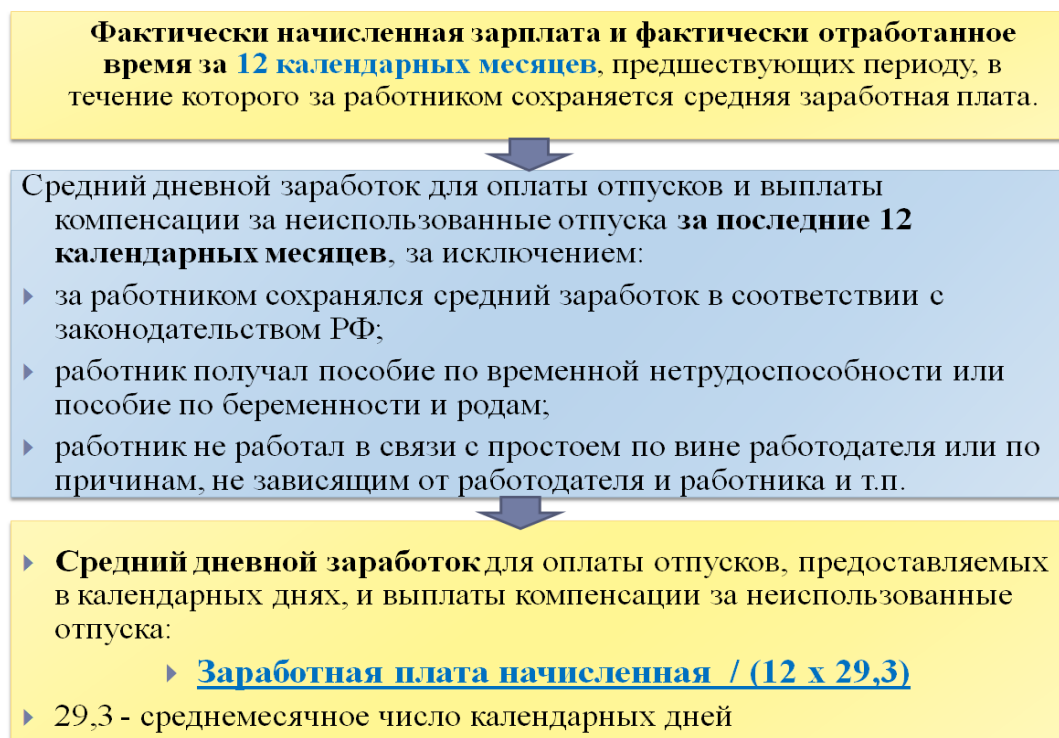 Фактически начисленная зарплата и фактически отработанное
время за 12 календарных месяцев, предшествующих периоду, в
течение которого за работником сохраняется средняя заработная плата.
Средний дневной заработок для оплаты отпусков и выплаты
компенсации за неиспользованные отпуска за последние 12
календарных месяцев, за исключением:
за работником сохранялся средний заработок в соответствии с
законодательством РФ;
работник получал пособие по временной нетрудоспособности или
пособие по беременности и родам;
работник не работал в связи с простоем по вине работодателя или по
причинам, не зависящим от работодателя и работника и т.п.
Средний дневной заработок для оплаты отпусков, предоставляемых
в календарных днях, и выплаты компенсации за неиспользованные
отпуска:
Заработная плата начисленная / (12 х 29,3)
29,3 - среднемесячное число календарных дней